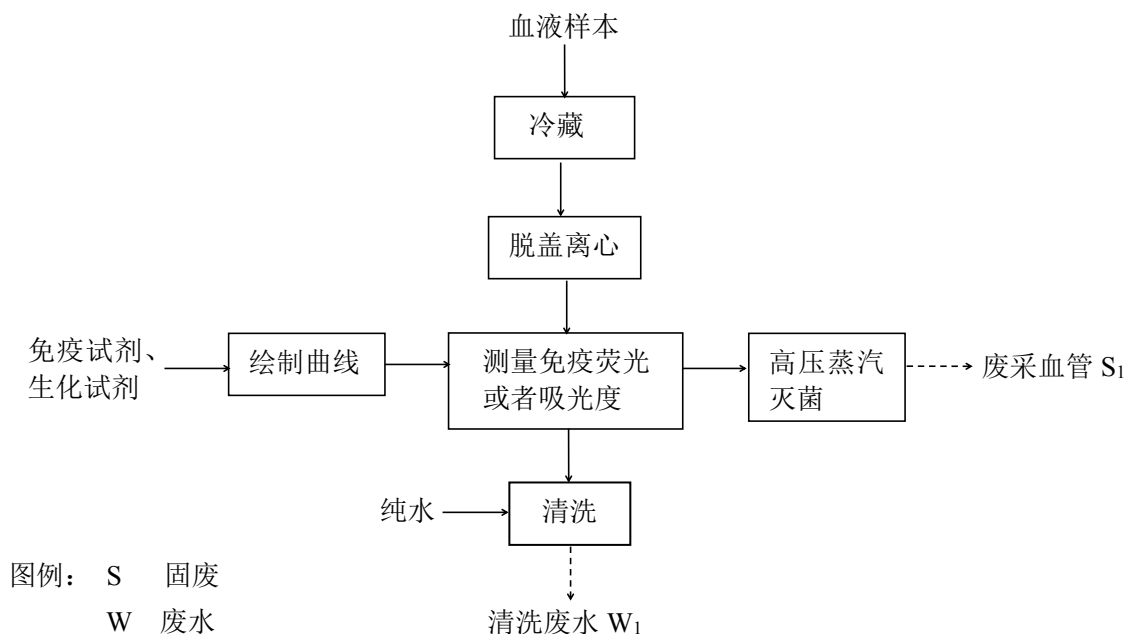 血液样本
冷藏
脱盖离心
免疫试剂、
生化试剂
绘制曲线
测量免疫荧光
或者吸光度
高压蒸汽
灭菌
废采血管 S₁
纯水
清洗
图例： S 固废
W 废水
清洗废水 W₁